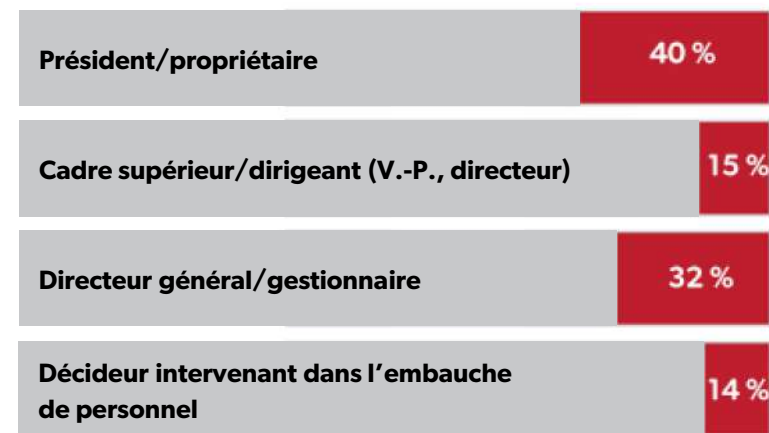 Président/propriétaire 40 %
Cadre supérieur/dirigeant (V.-P., directeur) 15 %
Directeur général/gestionnaire 32 %
Décideur intervenant dans l’embauche
de personnel 14 %